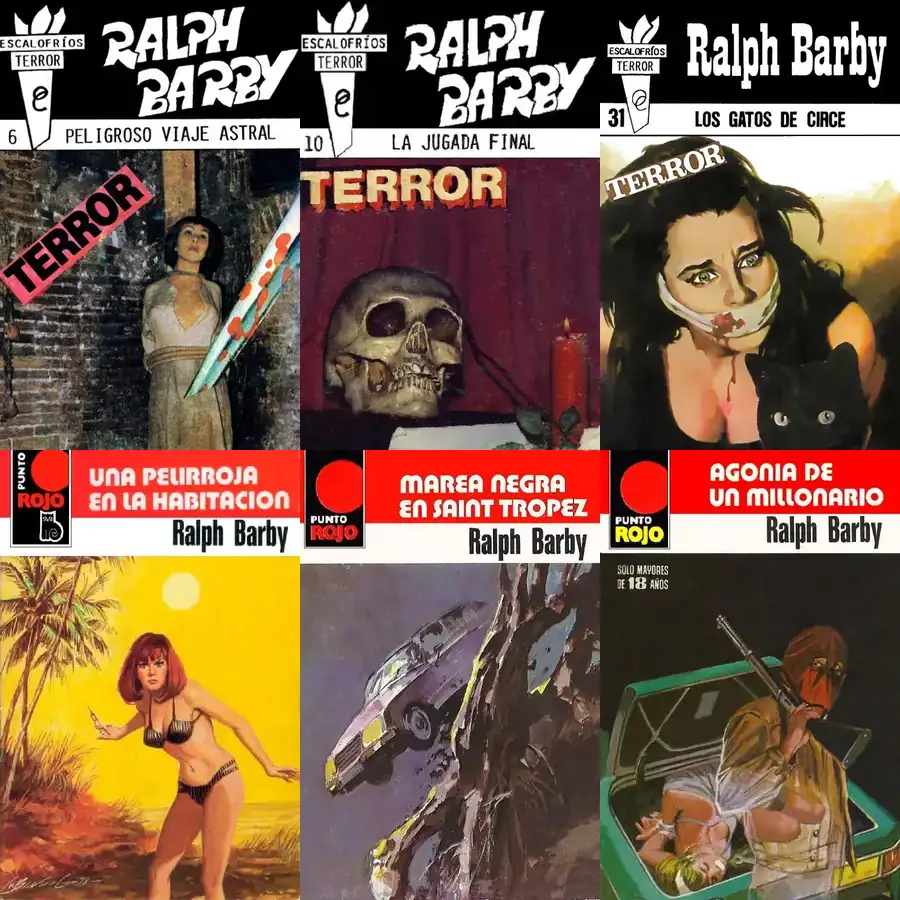 ESCALOFRÍOS
TERROR
e
RALPH
BARBY
6
PELIGROSO VIAJE ASTRAL
TERROR
ESCALOFRÍOS
TERROR
e
RALPH
BARBY
10
LA JUGADA FINAL
TERROR
ESCALOFRÍOS
TERROR
e
Ralph Barby
31
LOS GATOS DE CIRCE
TERROR
PUNTO
ROJO
UNA PELIRROJA
EN LA HABITACION
Ralph Barby
PUNTO
ROJO
MAREA NEGRA
EN SAINT TROPEZ
Ralph Barby
PUNTO
ROJO
AGONIA DE
UN MILLONARIO
Ralph Barby
SOLO MAYORES
DE 18 AÑOS